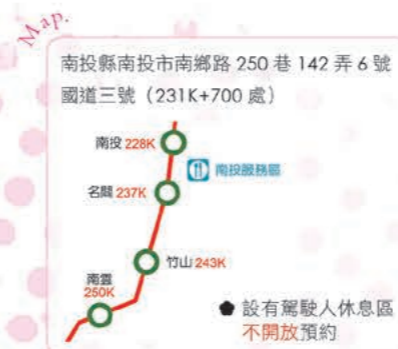 Map.
南投縣南投市南鄉路 250 巷 142 弄 6 號
國道三號（231K+700 處）
南投 228K
南投服務區
名間 237K
竹山 243K
南雲
250K
● 設有駕駛人休息區
不開放預約